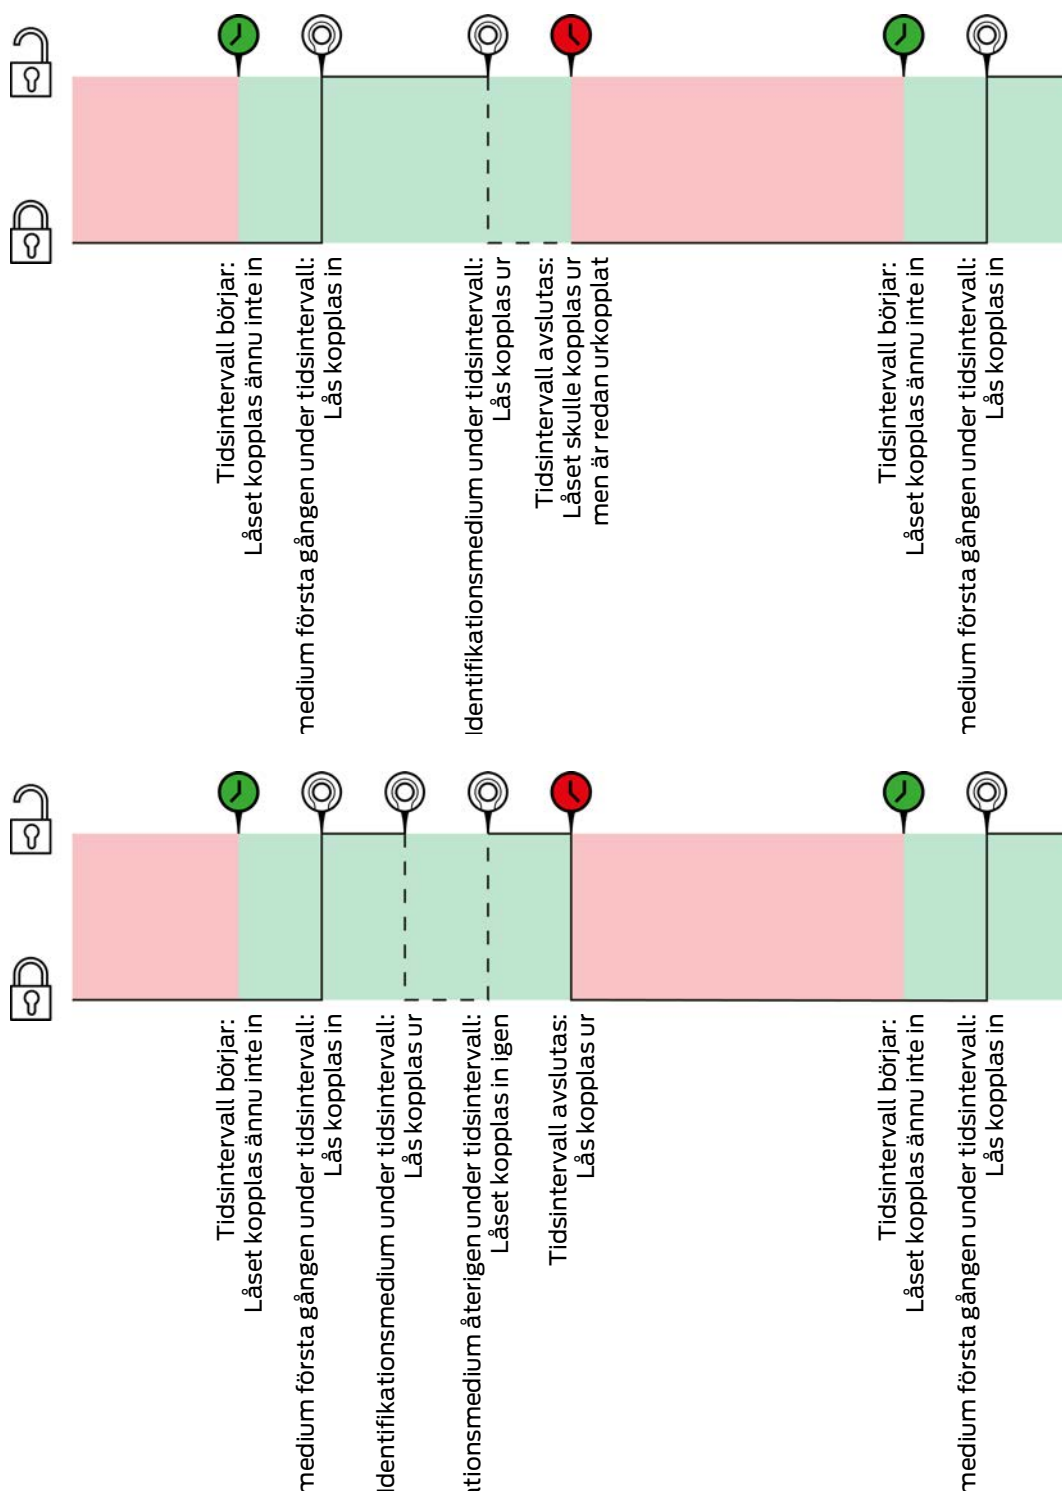 Tidsintervall börjar:
Låset kopplas ännu inte in
medium första gången under tidsintervall:
Lås kopplas in
Identifikationsmedium under tidsintervall:
Lås kopplas ur
Tidsintervall avslutas:
Låset skulle kopplas ur
men är redan urkopplat
Tidsintervall börjar:
Låset kopplas ännu inte in
medium första gången under tidsintervall:
Lås kopplas in
Tidsintervall börjar:
Låset kopplas ännu inte in
medium första gången under tidsintervall:
Lås kopplas in
Identifikationsmedium under tidsintervall:
Lås kopplas ur
ationsmedium återigen under tidsintervall:
Låset kopplas in igen
Tidsintervall avslutas:
Lås kopplas ur
Tidsintervall börjar:
Låset kopplas ännu inte in
medium första gången under tidsintervall:
Lås kopplas in